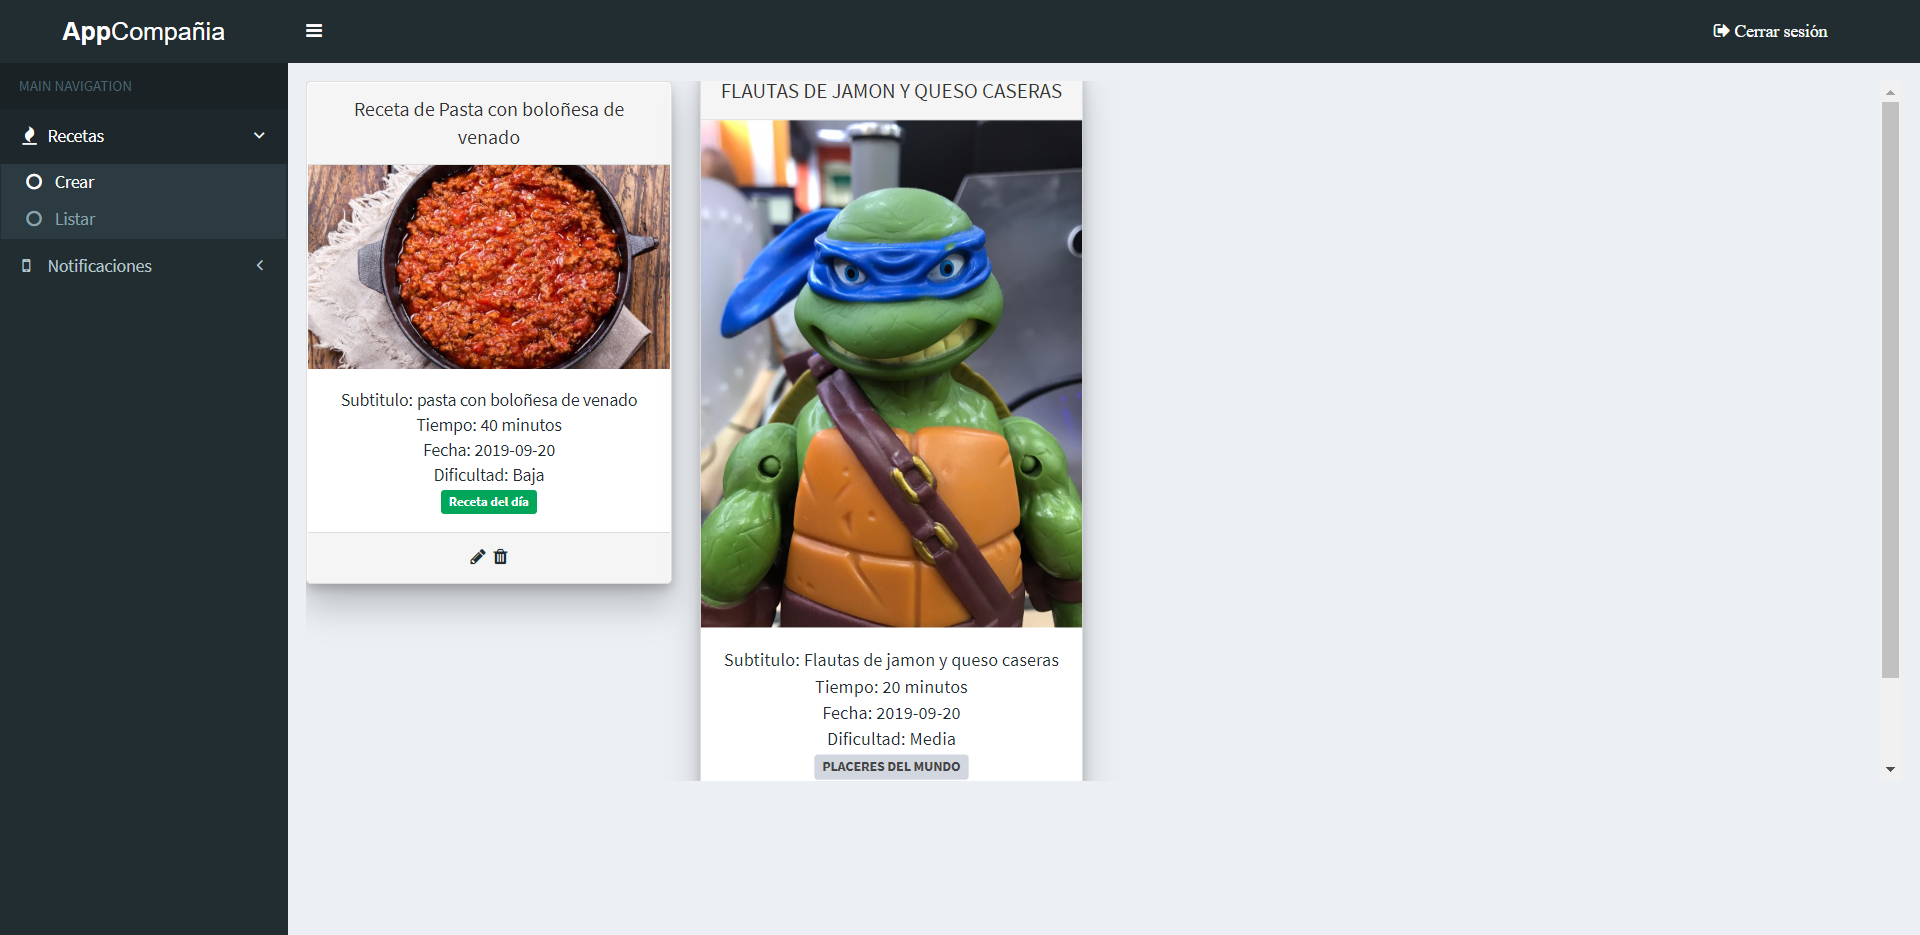 AppCompañia
Cerrar sesión
MAIN NAVIGATION
Recetas
Crear
Listar
Notificaciones
Receta de Pasta con boloñesa de
venado
Subtitulo: pasta con boloñesa de venado
Tiempo: 40 minutos
Fecha: 2019-09-20
Dificultad: Baja
Receta del día
FLAUTAS DE JAMON Y QUESO CASERAS
Subtitulo: Flautas de jamon y queso caseras
Tiempo: 20 minutos
Fecha: 2019-09-20
Dificultad: Media
PLACERES DEL MUNDO